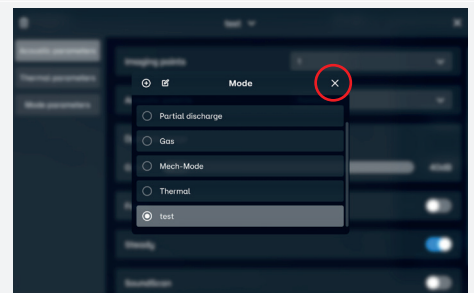 test
Acoustic parameters
Imaging points
1
Thermal parameters
Mode
Mode parameters
Partial discharge
Gas
Mech-Mode
Thermal
test
Steady
SoundScan